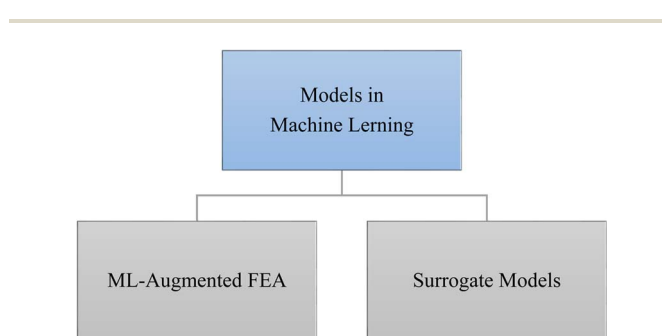 Models in
Machine Lerning
ML-Augmented FEA
Surrogate Models